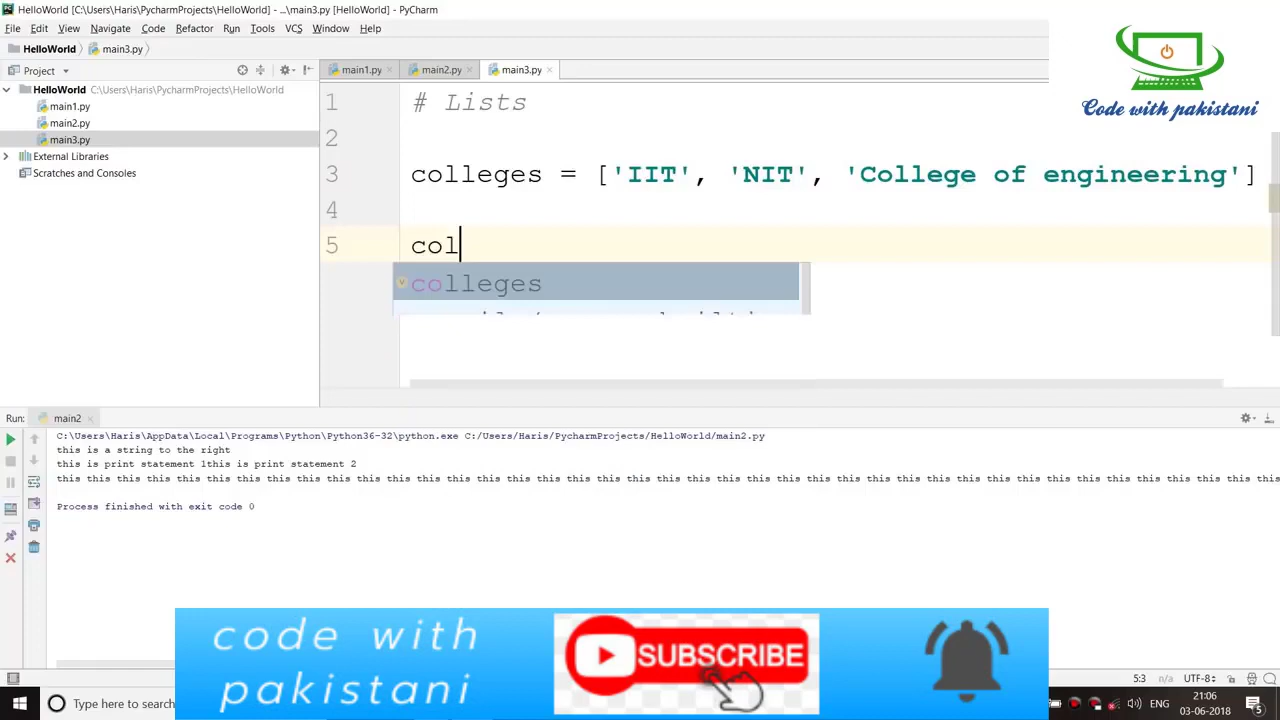 HelloWorld [C:\Users\Haris\PycharmProjects\HelloWorld] - ...\main3.py [HelloWorld] - PyCharm
File Edit View Navigate Code Refactor Run Tools VCS Window Help
HelloWorld main3.py
Project main1.py main2.py main3.py
HelloWorld C:\Users\Haris\PycharmProjects\HelloWorld
main1.py
main2.py
main3.py
External Libraries
Scratches and Consoles
1 # Lists
2
3 colleges = ['IIT', 'NIT', 'College of engineering']
4
5 col
colleges
Code with pakistani
Run: main2
C:\Users\Haris\AppData\Local\Programs\Python\Python36-32\python.exe C:/Users/Haris/PycharmProjects/HelloWorld/main2.py
this is a string to the right
this is print statement 1this is print statement 2
this this this this this this this this this this this this this this this this this this this this this this this this this this this this this this this this this this this this this this this this this
Process finished with exit code 0
code with
pakistani
SUBSCRIBE
5:3 n/a UTF-8
Type here to search
ENG
21:06
03-06-2018
5